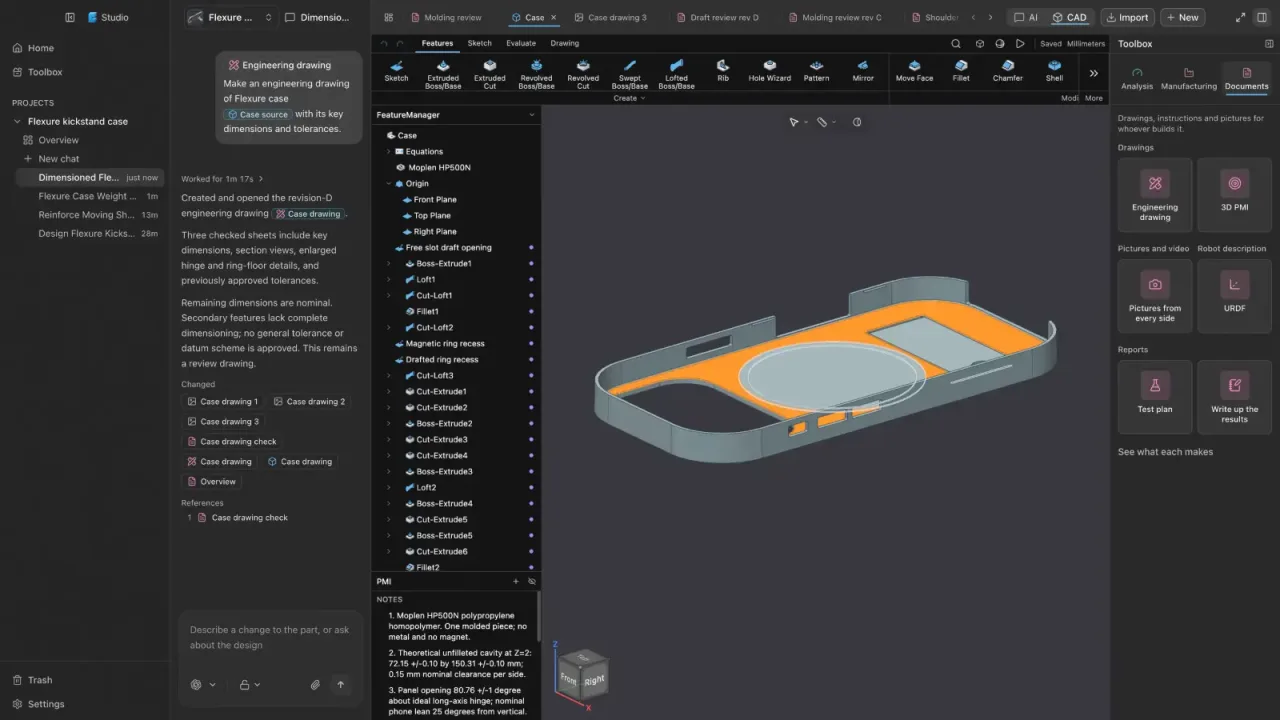 Studio
Home
Toolbox
PROJECTS
Flexure kickstand case
Overview
New chat
Dimensioned Fle... just now
Flexure Case Weight ... 1m
Reinforce Moving Sh... 13m
Design Flexure Kicks... 28m
Trash
Settings
Flexure ...
Dimensio...
Engineering drawing
Make an engineering drawing
of Flexure case
Case source with its key
dimensions and tolerances.
Worked for 1m 17s
Created and opened the revision-D
engineering drawing Case drawing .
Three checked sheets include key
dimensions, section views, enlarged
hinge and ring-floor details, and
previously approved tolerances.
Remaining dimensions are nominal.
Secondary features lack complete
dimensioning; no general tolerance or
datum scheme is approved. This remains
a review drawing.
Changed
Case drawing 1 Case drawing 2
Case drawing 3
Case drawing check
Case drawing Case drawing
Overview
References
1 Case drawing check
Describe a change to the part, or ask
about the design
Molding review
Case
Case drawing 3
Draft review rev D
Molding review rev C
Shoulde
AI
CAD
Import
New
Features Sketch Evaluate Drawing
Saved Millimeters
Sketch
Extruded
Boss/Base
Extruded
Cut
Revolved
Boss/Base
Revolved
Cut
Swept
Boss/Base
Lofted
Boss/Base
Rib
Hole Wizard
Pattern
Mirror
Move Face
Fillet
Chamfer
Shell
Create
Modi
More
FeatureManager
Case
Equations
Moplen HP500N
Origin
Front Plane
Top Plane
Right Plane
Free slot draft opening
Boss-Extrude1
Loft1
Cut-Loft1
Fillet1
Cut-Loft2
Magnetic ring recess
Drafted ring recess
Cut-Loft3
Cut-Extrude1
Cut-Extrude2
Boss-Extrude2
Cut-Extrude3
Cut-Extrude4
Boss-Extrude3
Loft2
Boss-Extrude4
Cut-Extrude5
Boss-Extrude5
Cut-Extrude6
Fillet2
PMI
NOTES
1. Moplen HP500N polypropylene
homopolymer. One molded piece; no
metal and no magnet.
2. Theoretical unfilleted cavity at Z=2:
72.15 +/-0.10 by 150.31 +/-0.10 mm;
0.15 mm nominal clearance per side.
3. Panel opening 80.76 +/-1 degree
about ideal long-axis hinge; nominal
phone lean 25 degrees from vertical.
Z
Top
Front
Right
X
Toolbox
Analysis
Manufacturing
Documents
Drawings, instructions and pictures for
whoever builds it.
Drawings
Engineering
drawing
3D PMI
Pictures and video
Robot description
Pictures from
every side
URDF
Reports
Test plan
Write up the
results
See what each makes